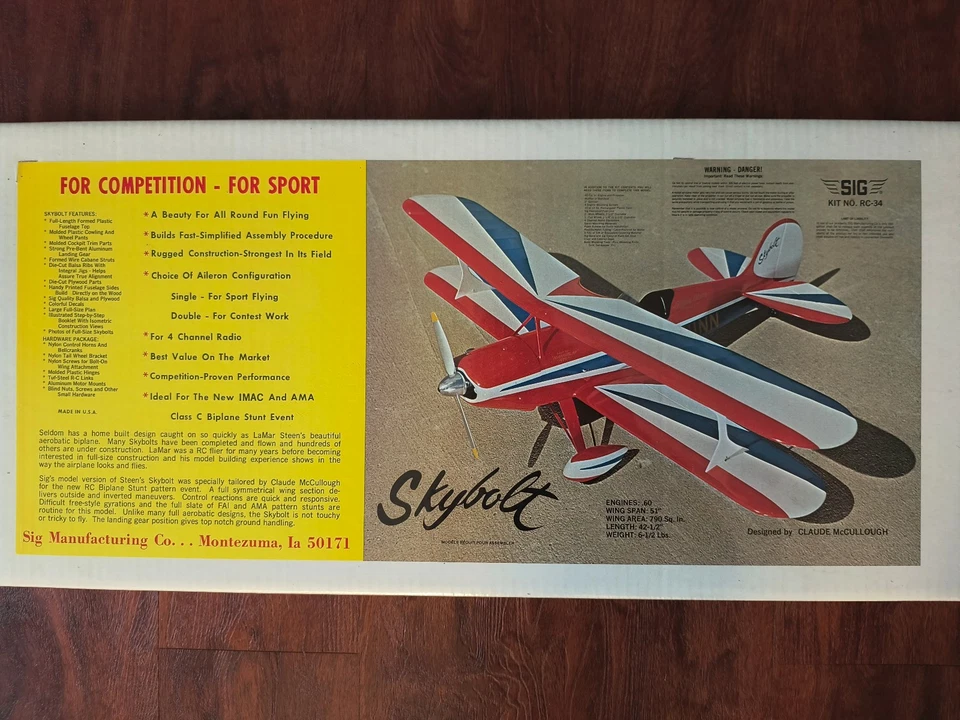 FOR COMPETITION - FOR SPORT
SKYBOLT FEATURES:
* Full-Length Formed Plastic
Fuselage Top
* Molded Plastic Cowling And
Wheel Pants
* Molded Cockpit Trim Parts
* Strong Pre-Bent Aluminum
Landing Gear
* Formed Wire Cabane Struts
* Die-Cut Balsa Ribs With
Integral Jigs - Helps
Assure True Alignment
* Die-Cut Plywood Parts
* Handy Printed Fuselage Sides
Build Directly on the Wood
* Sig Quality Balsa and Plywood
* Colorful Decals
* Large Full-Size Plan
* Illustrated Step-by-Step
Booklet With Isometric
Construction Views
* Photos of Full-Size Skybolts
HARDWARE PACKAGE:
* Nylon Control Horns And
Bellcranks
* Nylon Tail Wheel Bracket
* Nylon Screws for Bolt-On
Wing Attachment
* Molded Plastic Hinges
* Tuf-Steel R-C Links
* Aluminum Motor Mounts
* Blind Nuts, Screws and Other
Small Hardware
MADE IN U.S.A.
* A Beauty For All Round Fun Flying
* Builds Fast-Simplified Assembly Procedure
* Rugged Construction-Strongest In Its Field
* Choice Of Aileron Configuration
Single - For Sport Flying
Double - For Contest Work
* For 4 Channel Radio
* Best Value On The Market
* Competition-Proven Performance
* Ideal For The New IMAC And AMA
Class C Biplane Stunt Event
Seldom has a home built design caught on so quickly as LaMar Steen's beautiful
aerobatic biplane. Many Skybolts have been completed and flown and hundreds of
others are under construction. LaMar was a RC flier for many years before becoming
interested in full-size construction and his model building experience shows in the
way the airplane looks and flies.
Sig's model version of Steen's Skybolt was specially tailored by Claude McCullough
for the new RC Biplane Stunt pattern event. A full symmetrical wing section de-
livers outside and inverted maneuvers. Control reactions are quick and responsive.
Difficult free-style gyrations and the full slate of FAI and AMA pattern stunts are
routine for this model. Unlike many full aerobatic designs, the Skybolt is not touchy
or tricky to fly. The landing gear position gives top notch ground handling.
Sig Manufacturing Co. . . Montezuma, Ia 50171
WARNING - DANGER!
Important: Read These Warnings!
SIG
KIT NO. RC-34
Skybolt
NN
Skybolt
MODELE REDUIT POUR ASSEMBLER
ENGINES: .60
WING SPAN: 51"
WING AREA: 790 Sq. In.
LENGTH: 42-1/2"
WEIGHT: 6-1/2 Lbs.
Designed by CLAUDE McCULLOUGH